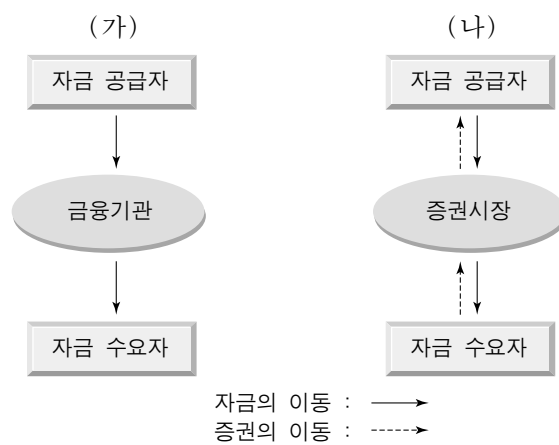 (가) (나)
자금 공급자 자금 공급자
금융기관 증권시장
자금 수요자 자금 수요자
자금의 이동 :
증권의 이동 :